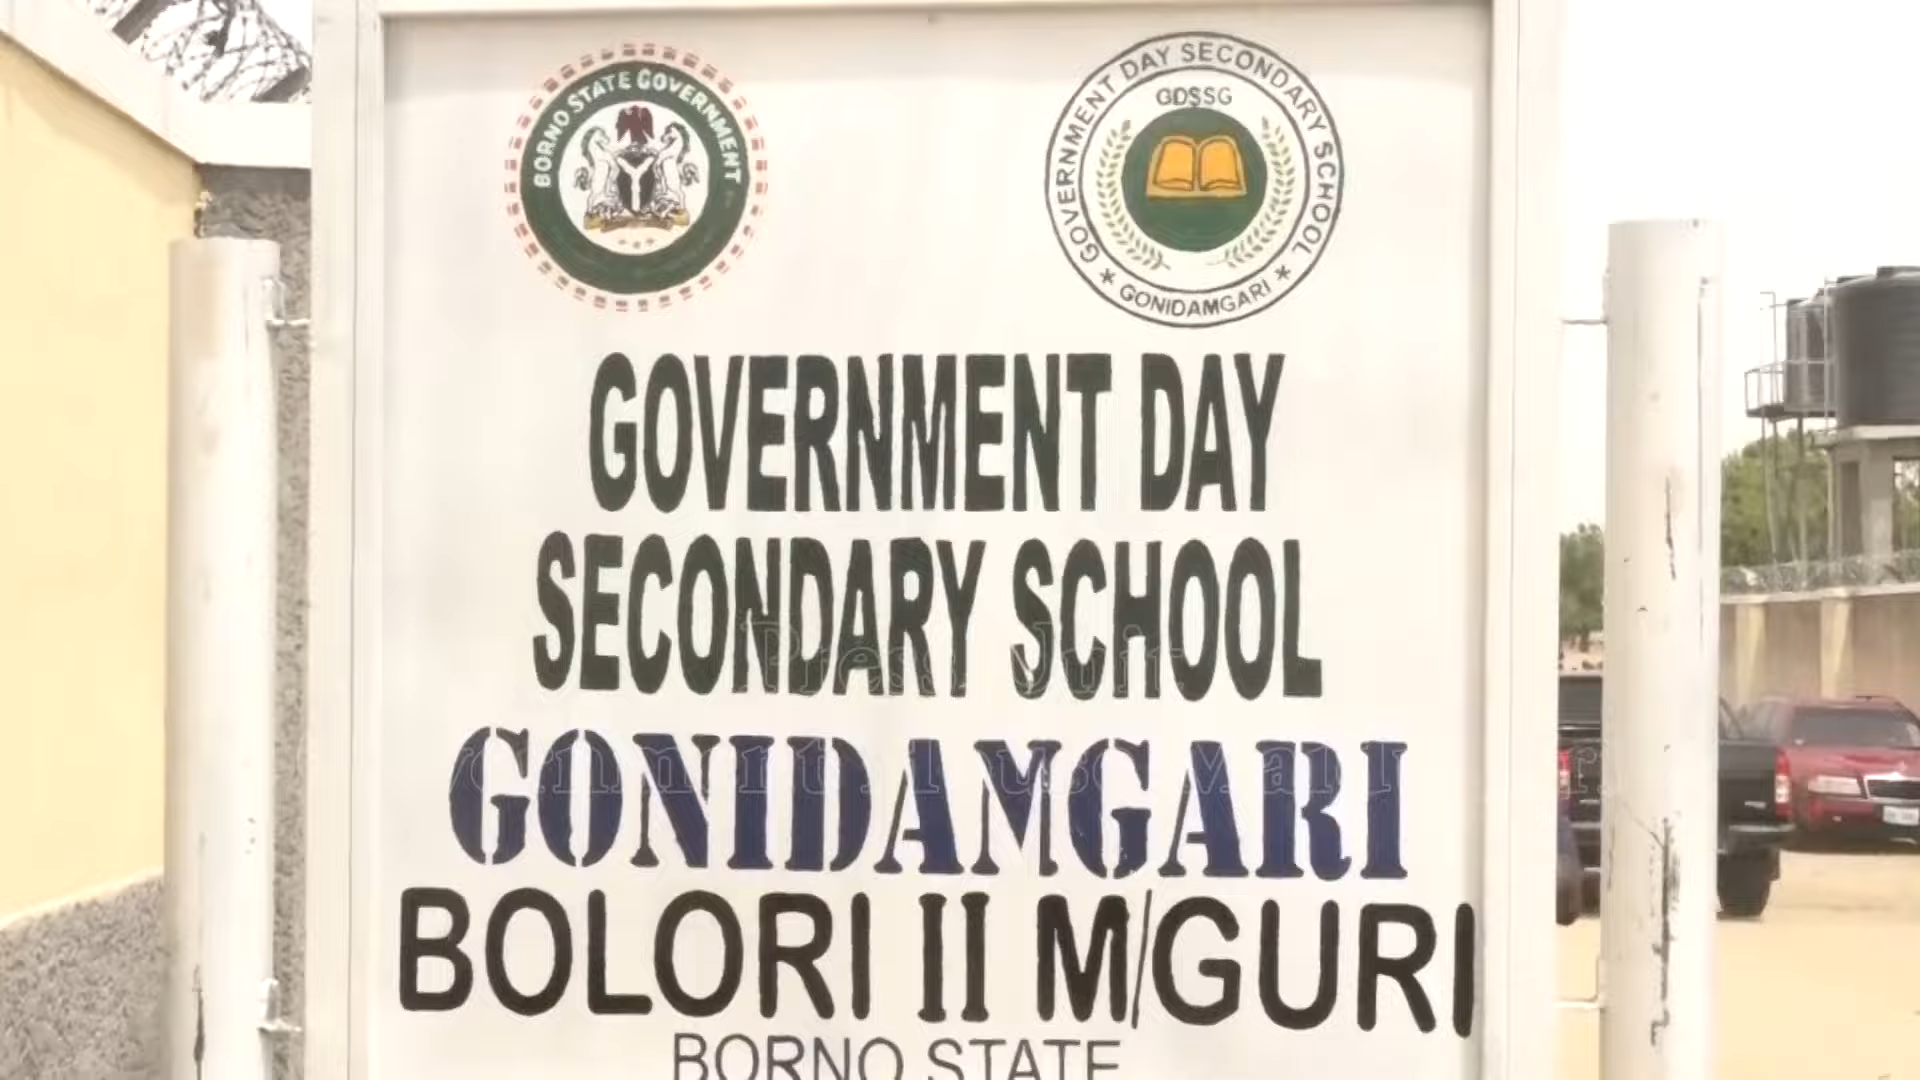 BORNO STATE GOVERNMENT
GOVERNMENT DAY SECONDARY SCHOOL
GDSSG
* GONIDAMGARI *
GOVERNMENT DAY
SECONDARY SCHOOL
GONIDAMGARI
BOLORI II M/GURI
BORNO STATE